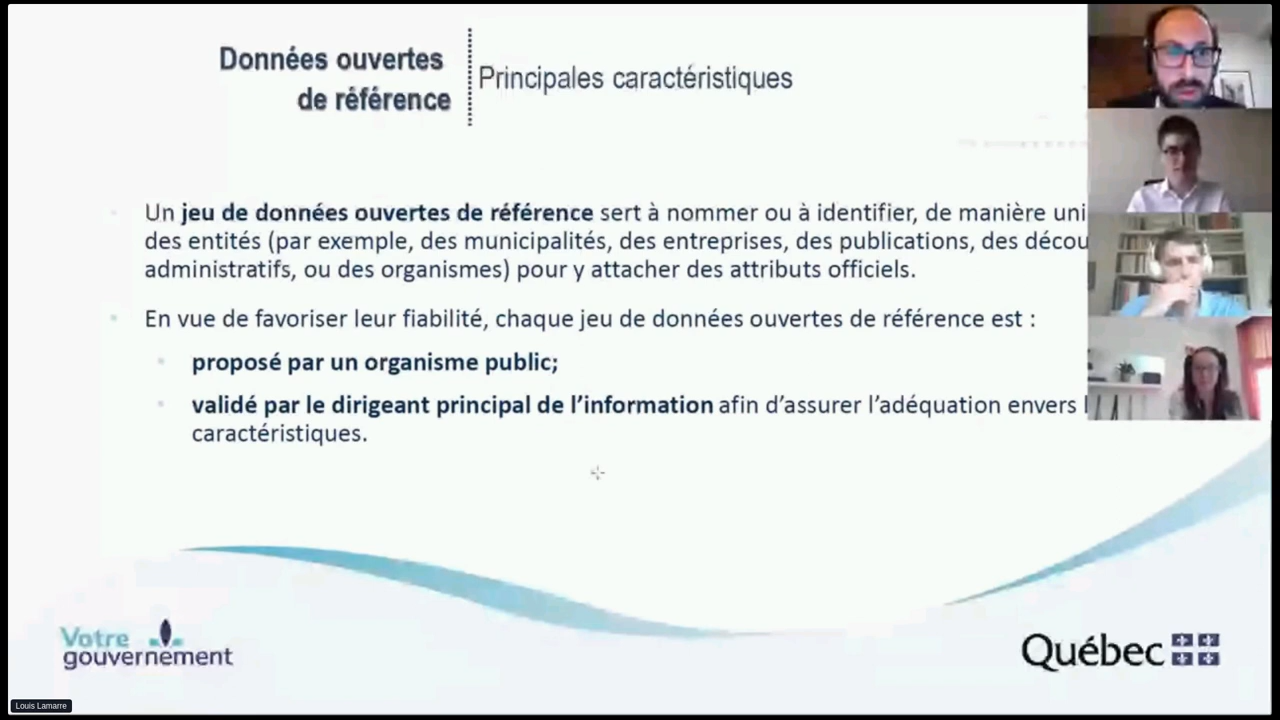 Données ouvertes
de référence
Principales caractéristiques
Un jeu de données ouvertes de référence sert à nommer ou à identifier, de manière
des entités (par exemple, des municipalités, des entreprises, des publications, des
administratifs, ou des organismes) pour y attacher des attributs officiels.
En vue de favoriser leur fiabilité, chaque jeu de données ouvertes de référence est :
proposé par un organisme public;
validé par le dirigeant principal de l’information afin d’assurer l’adéquation envers
caractéristiques.
Votre
gouvernement
Québec
Louis Lamarre